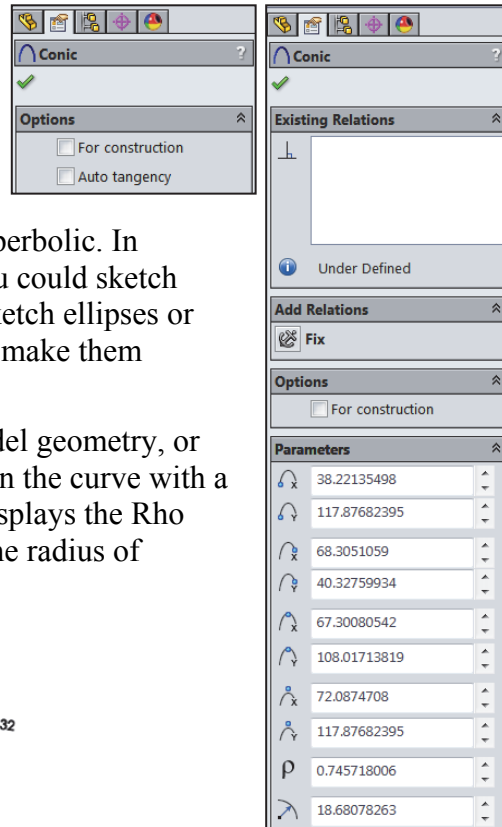 Conic ?
Options
For construction
Auto tangency
perbolic. In
u could sketch
ketch ellipses or
make them
del geometry, or
n the curve with a
splays the Rho
ne radius of
32
Conic ?
Existing Relations
Under Defined
Add Relations
Fix
Options
For construction
Parameters
X 38.22135498
Y 117.87682395
X 68.3051059
Y 40.32759934
X 67.30080542
Y 108.01713819
X 72.0874708
Y 117.87682395
ρ 0.745718006
18.68078263